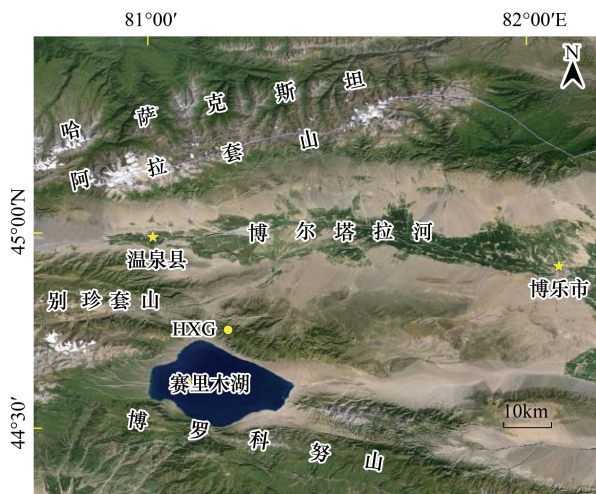 81°00′
82°00′E
N
哈萨克斯坦
阿拉套山
45°00′N
博尔塔拉河
温泉县
博乐市
别珍套山
HXG
赛里木湖
10km
44°30′
博罗科努山